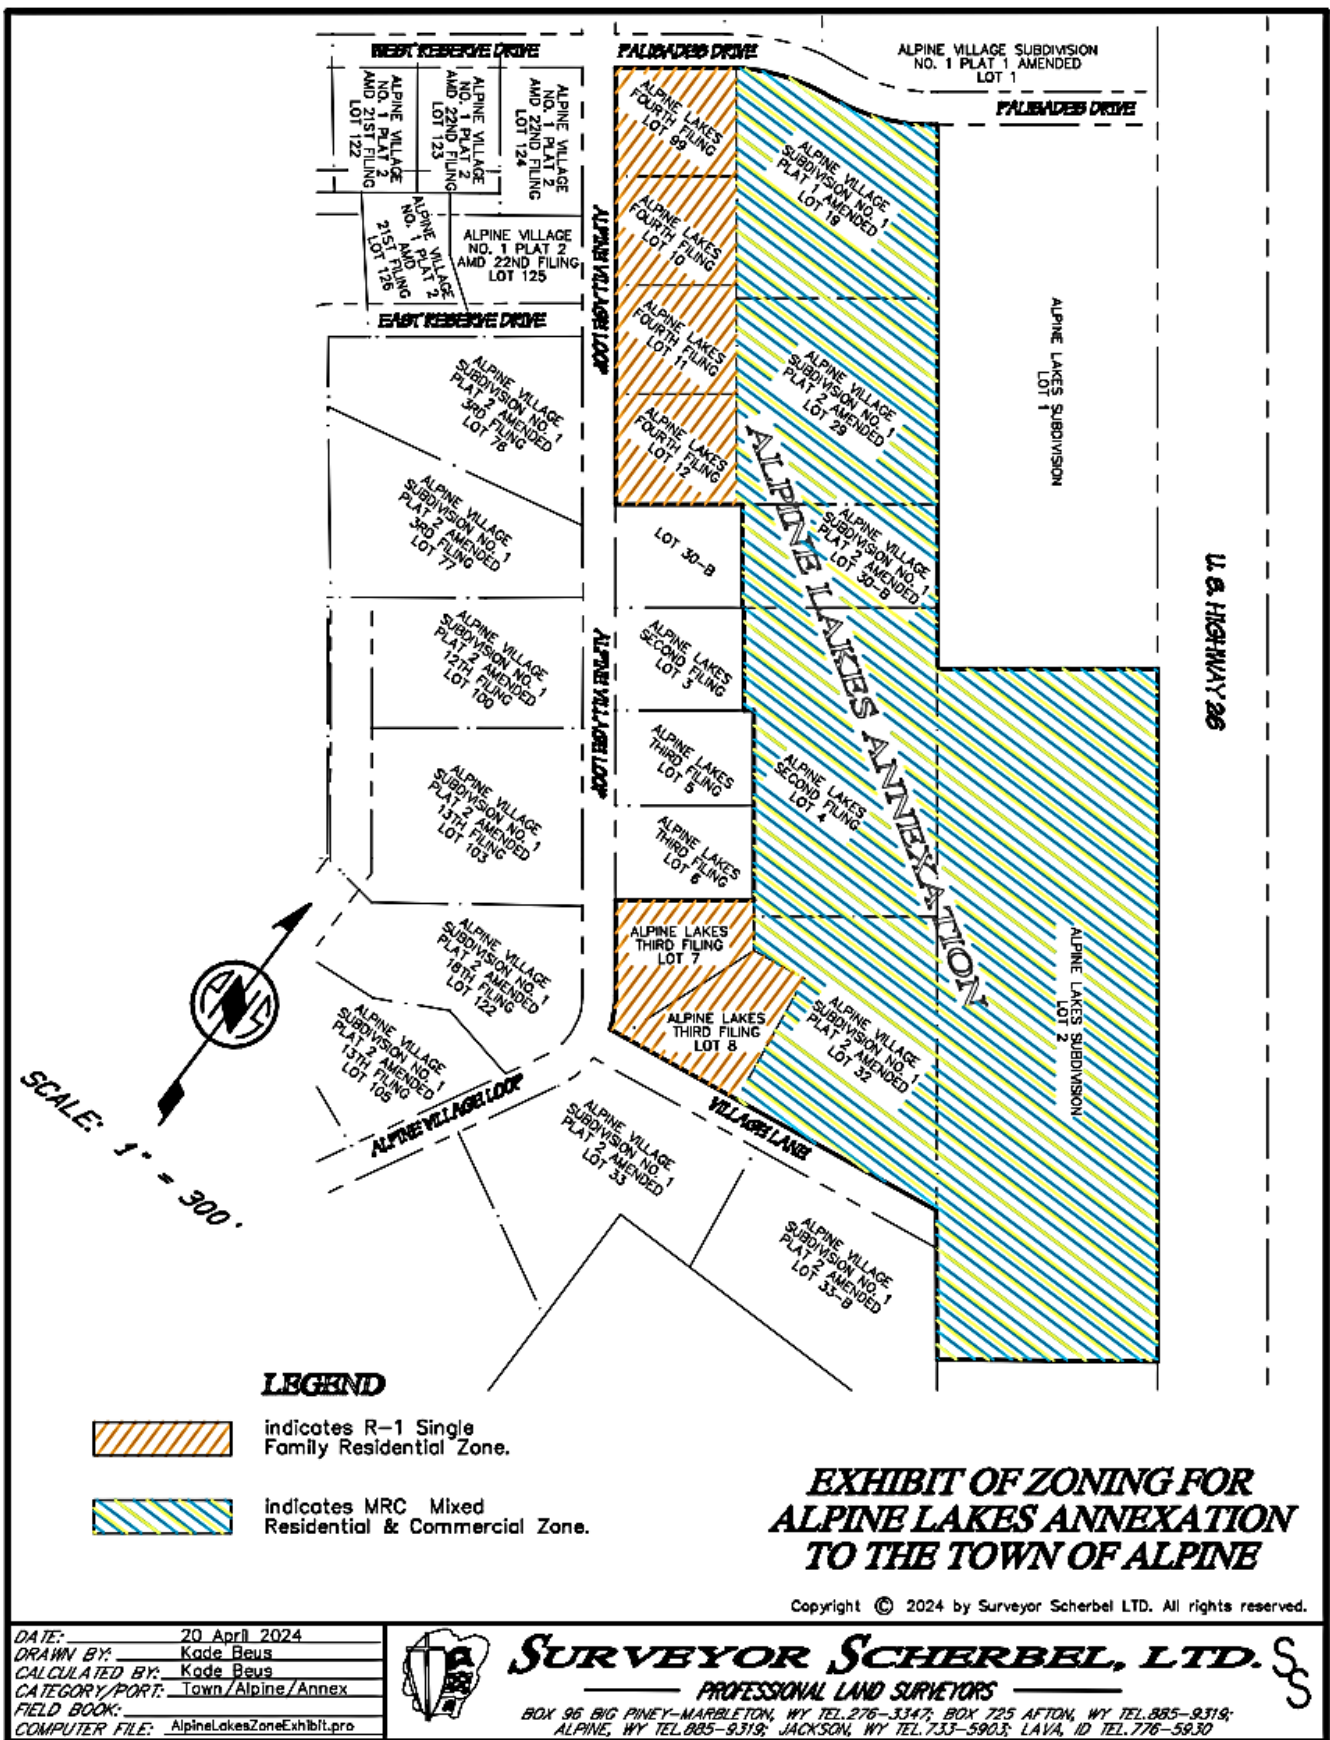 WEST RESERVE DRIVE
PALISADES DRIVE
ALPINE VILLAGE SUBDIVISION
NO. 1 PLAT 1 AMENDED
LOT 1
PALISADES DRIVE
ALPINE VILLAGE
NO. 1 PLAT 2
AMD 21ST FILING
LOT 122
ALPINE VILLAGE
NO. 1 PLAT 2
AMD 22ND FILING
LOT 123
ALPINE VILLAGE
NO. 1 PLAT 2
AMD 22ND FILING
LOT 124
ALPINE LAKES
FOURTH FILING
LOT 99
ALPINE VILLAGE
SUBDIVISION NO. 1
PLAT 1 AMENDED
LOT 19
ALPINE VILLAGE
NO. 1 PLAT 2
AMD
21ST FILING
LOT 126
ALPINE VILLAGE
NO. 1 PLAT 2
AMD 22ND FILING
LOT 125
ALPINE VILLAGE LOOP
ALPINE LAKES
FOURTH FILING
LOT 10
EAST RESERVE DRIVE
ALPINE LAKES
FOURTH FILING
LOT 11
ALPINE LAKES SUBDIVISION
LOT 1
ALPINE VILLAGE
SUBDIVISION NO. 1
PLAT 2 AMENDED
3RD FILING
LOT 78
ALPINE VILLAGE
SUBDIVISION NO. 1
PLAT 2 AMENDED
LOT 29
ALPINE LAKES
FOURTH FILING
LOT 12
ALPINE LAKES ANNEXATION
ALPINE VILLAGE
SUBDIVISION NO. 1
PLAT 2 AMENDED
3RD FILING
LOT 77
LOT 30-B
ALPINE VILLAGE
SUBDIVISION NO. 1
PLAT 2 AMENDED
LOT 30-B
U.S. HIGHWAY 26
ALPINE VILLAGE
SUBDIVISION NO. 1
PLAT 2 AMENDED
12TH FILING
LOT 100
ALPINE VILLAGE LOOP
ALPINE LAKES
SECOND FILING
LOT 3
ALPINE LAKES
THIRD FILING
LOT 5
ALPINE LAKES
SECOND FILING
LOT 4
ALPINE VILLAGE
SUBDIVISION NO. 1
PLAT 2 AMENDED
13TH FILING
LOT 103
ALPINE LAKES
THIRD FILING
LOT 6
ALPINE VILLAGE
SUBDIVISION NO. 1
PLAT 2 AMENDED
18TH FILING
LOT 122
ALPINE LAKES
THIRD FILING
LOT 7
ALPINE LAKES SUBDIVISION
LOT 2
ALPINE LAKES
THIRD FILING
LOT 8
ALPINE VILLAGE
SUBDIVISION NO. 1
PLAT 2 AMENDED
LOT 32
ALPINE VILLAGE
SUBDIVISION NO. 1
PLAT 2 AMENDED
13TH FILING
LOT 105
SCALE: 1" = 300'
ALPINE VILLAGE LOOP
VILLAGE LANE
ALPINE VILLAGE
SUBDIVISION NO. 1
PLAT 2 AMENDED
LOT 33
ALPINE VILLAGE
SUBDIVISION NO. 1
PLAT 2 AMENDED
LOT 33-B
LEGEND
indicates R-1 Single
Family Residential Zone.
indicates MRC Mixed
Residential & Commercial Zone.
EXHIBIT OF ZONING FOR
ALPINE LAKES ANNEXATION
TO THE TOWN OF ALPINE
Copyright © 2024 by Surveyor Scherbel LTD. All rights reserved.
DATE: 20 April 2024
DRAWN BY: Kade Beus
CALCULATED BY: Kade Beus
CATEGORY/PORT: Town/Alpine/Annex
FIELD BOOK:
COMPUTER FILE: AlpineLakesZoneExhibit.pro
SURVEYOR SCHERBEL, LTD.
PROFESSIONAL LAND SURVEYORS
BOX 96 BIG PINEY-MARBLETON, WY TEL.276-3347; BOX 725 AFTON, WY TEL.885-9319;
ALPINE, WY TEL.885-9319; JACKSON, WY TEL.733-5903; LAVA, ID TEL.776-5930
SS